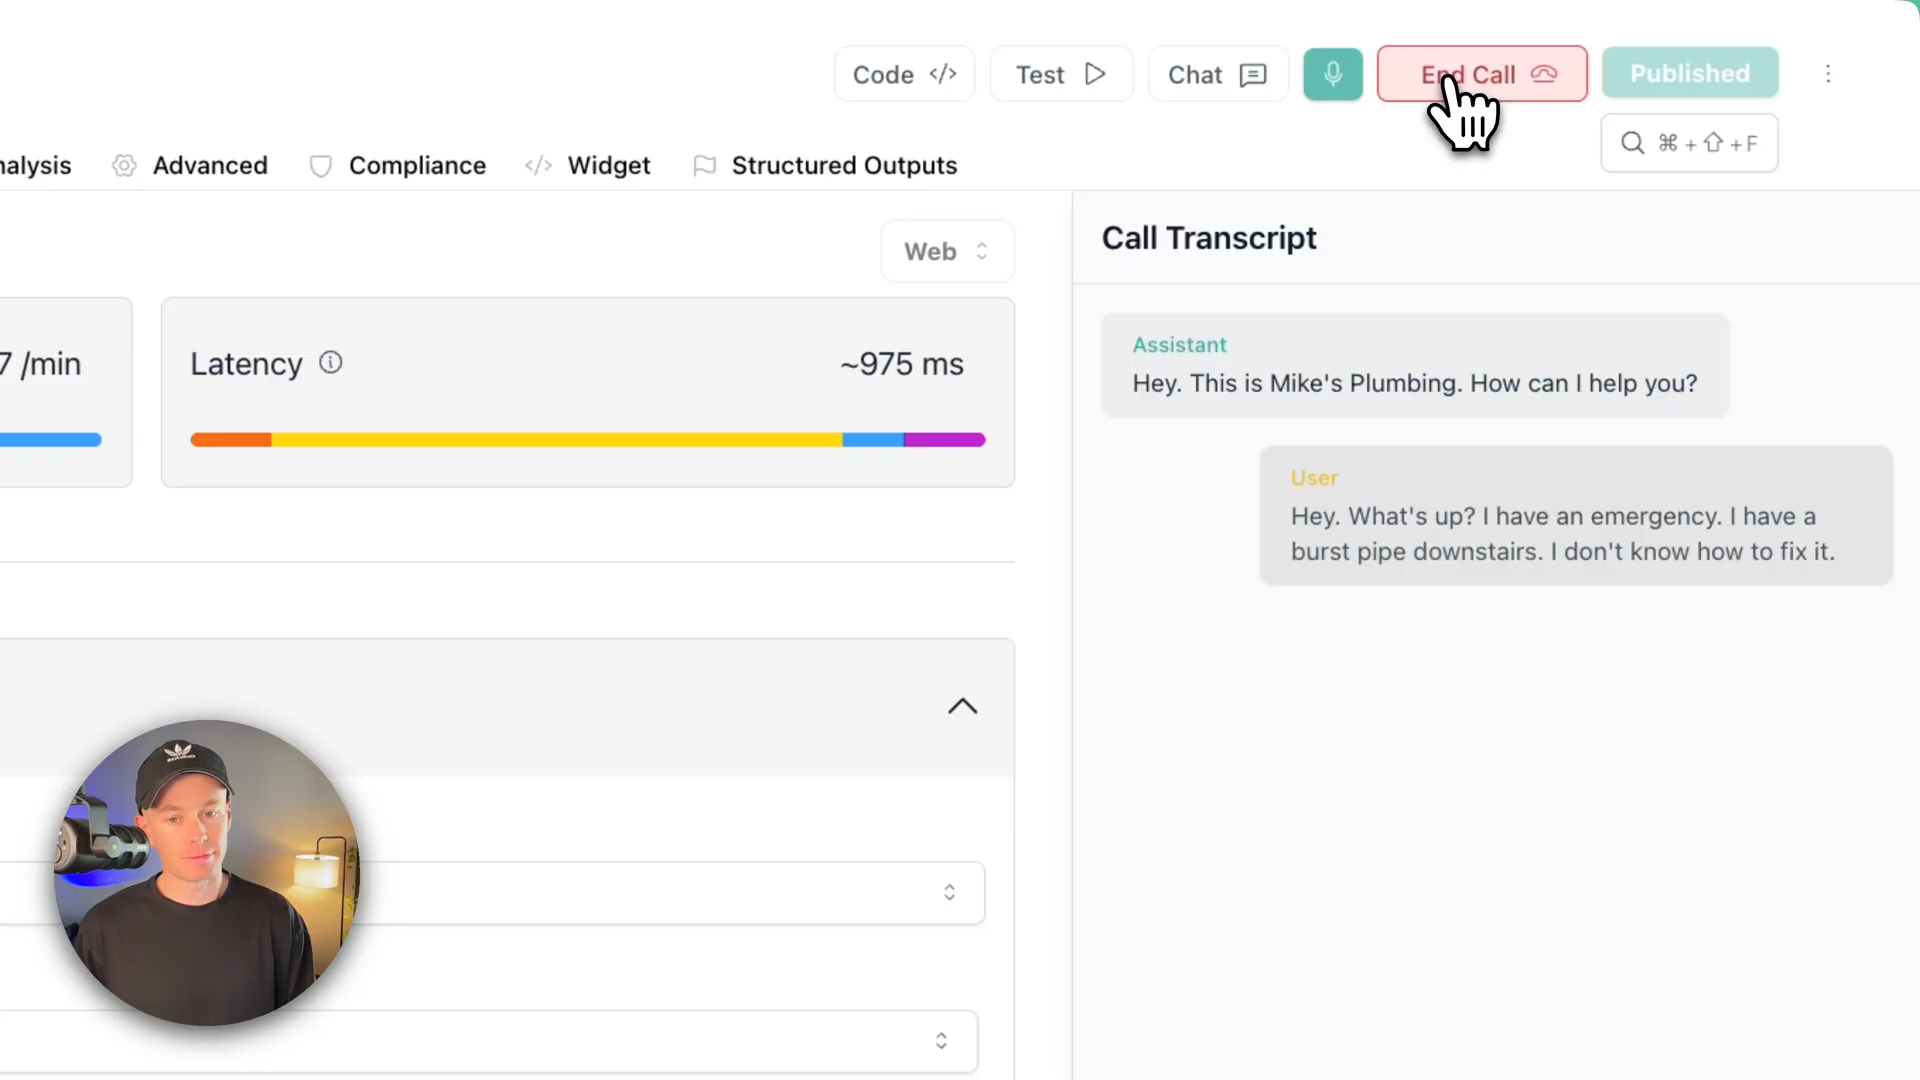 Code </>
Test
Chat
End Call
Published
⌘ + ⇧ + F
nalysis
Advanced
Compliance
</> Widget
Structured Outputs
Web
Call Transcript
7 /min
Latency
~975 ms
Assistant
Hey. This is Mike's Plumbing. How can I help you?
User
Hey. What's up? I have an emergency. I have a
burst pipe downstairs. I don't know how to fix it.